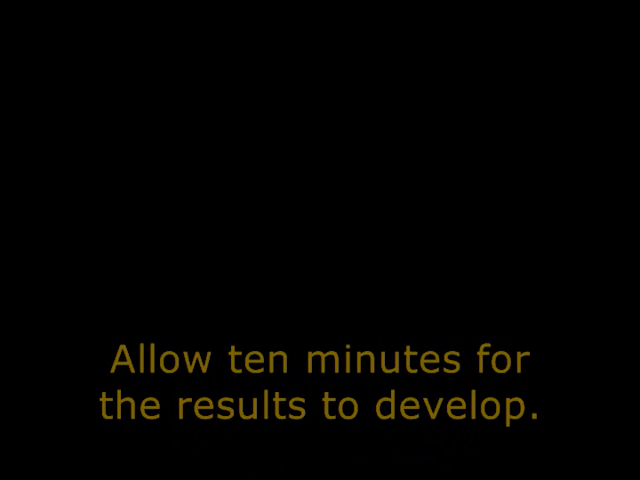 Allow ten minutes for
the results to develop.